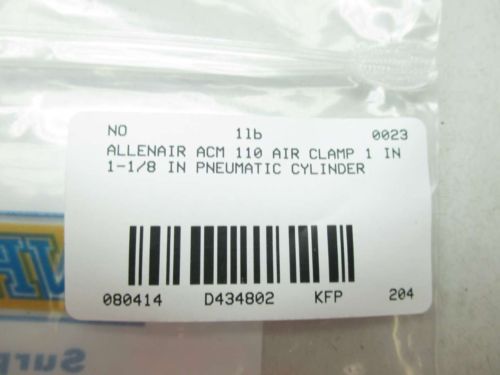 NO 1lb 0023
ALLENAIR ACM 110 AIR CLAMP 1 IN
1-1/8 IN PNEUMATIC CYLINDER
080414 D434802 KFP 204